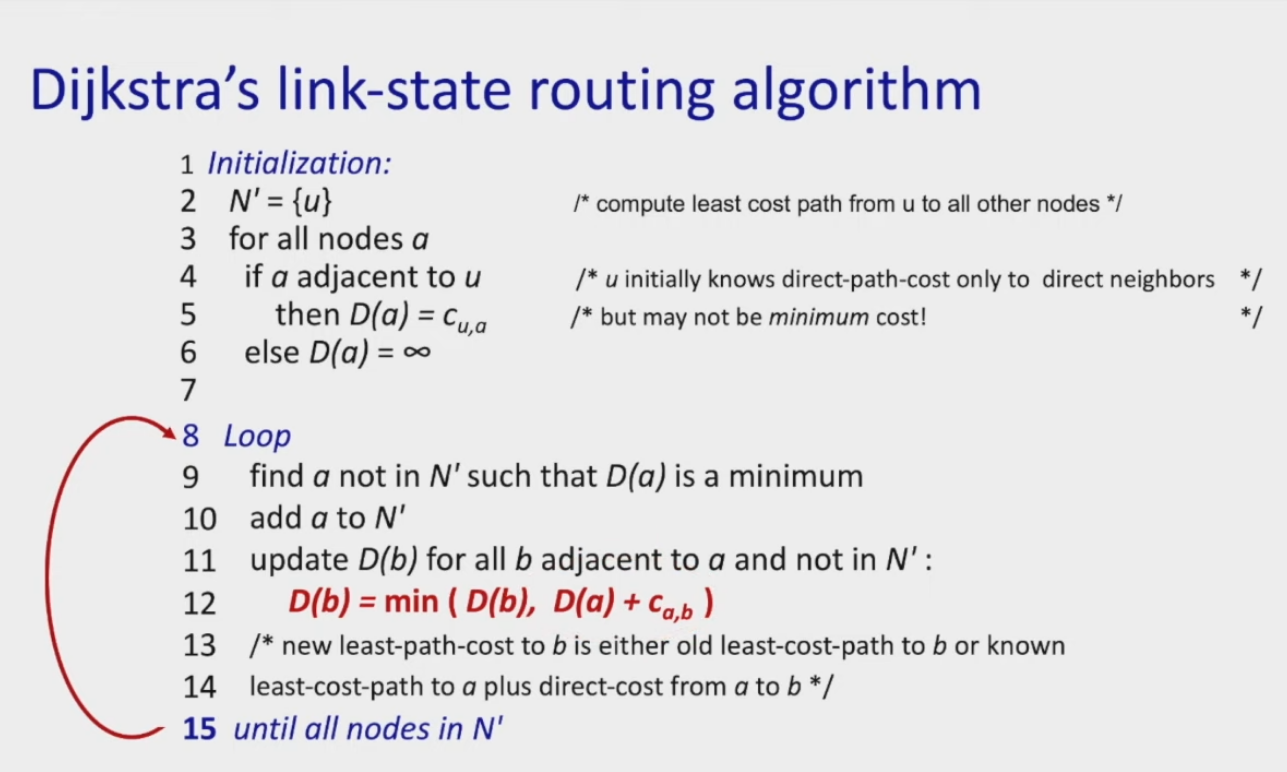 Dijkstra’s link-state routing algorithm
1 Initialization:
2 N' = {u} /* compute least cost path from u to all other nodes */
3 for all nodes a
4 if a adjacent to u /* u initially knows direct-path-cost only to direct neighbors */
5 then D(a) = cu,a /* but may not be minimum cost! */
6 else D(a) = ∞
7
8 Loop
9 find a not in N' such that D(a) is a minimum
10 add a to N'
11 update D(b) for all b adjacent to a and not in N' :
12 D(b) = min ( D(b), D(a) + ca,b )
13 /* new least-path-cost to b is either old least-cost-path to b or known
14 least-cost-path to a plus direct-cost from a to b */
15 until all nodes in N'